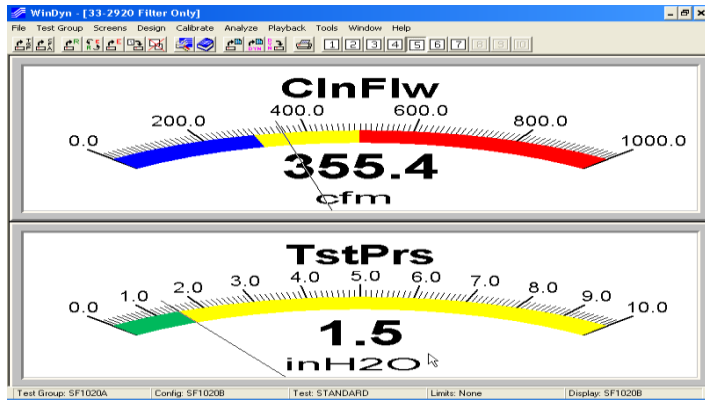 WinDyn - [33-2920 Filter Only]
File Test Group Screens Design Calibrate Analyze Playback Tools Window Help
1 2 3 4 5 6 7 8 9 10
ClnFlw
0.0 200.0 400.0 600.0 800.0 1000.0
355.4
cfm
TstPrs
0.0 1.0 2.0 3.0 4.0 5.0 6.0 7.0 8.0 9.0 10.0
1.5
inH2O
Test Group: SF1020A Config: SF1020B Test: STANDARD Limits: None Display: SF1020B